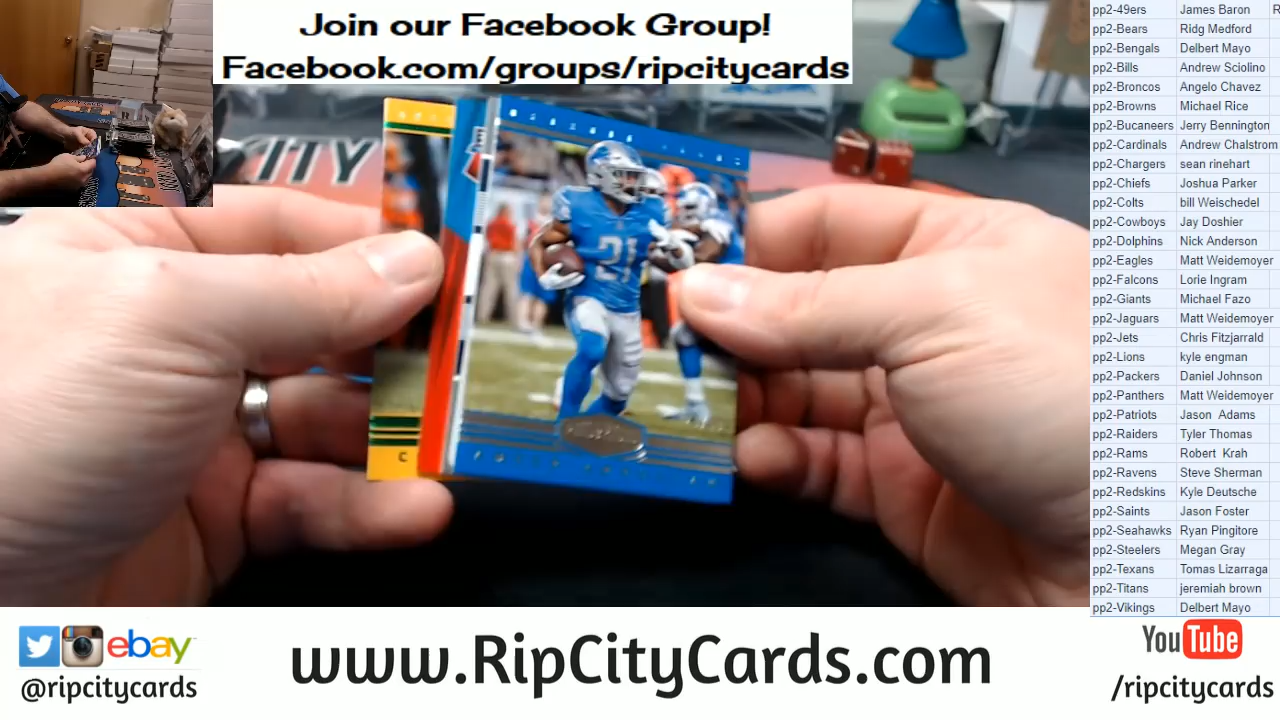 Join our Facebook Group!
Facebook.com/groups/ripcitycards
pp2-49ers James Baron R
pp2-Bears Ridg Medford
pp2-Bengals Delbert Mayo
pp2-Bills Andrew Sciolino
pp2-Broncos Angelo Chavez
pp2-Browns Michael Rice
pp2-Bucaneers Jerry Bennington
pp2-Cardinals Andrew Chalstrom
pp2-Chargers sean rinehart
pp2-Chiefs Joshua Parker
pp2-Colts bill Weischedel
pp2-Cowboys Jay Doshier
pp2-Dolphins Nick Anderson
pp2-Eagles Matt Weidemoyer
pp2-Falcons Lorie Ingram
pp2-Giants Michael Fazo
pp2-Jaguars Matt Weidemoyer
pp2-Jets Chris Fitzjarrald
pp2-Lions kyle engman
pp2-Packers Daniel Johnson
pp2-Panthers Matt Weidemoyer
pp2-Patriots Jason Adams
pp2-Raiders Tyler Thomas
pp2-Rams Robert Krah
pp2-Ravens Steve Sherman
pp2-Redskins Kyle Deutsche
pp2-Saints Jason Foster
pp2-Seahawks Ryan Pingitore
pp2-Steelers Megan Gray
pp2-Texans Tomas Lizarraga
pp2-Titans jeremiah brown
pp2-Vikings Delbert Mayo
CITY
21
C
ebay
@ripcitycards
www.RipCityCards.com
YouTube
/ripcitycards